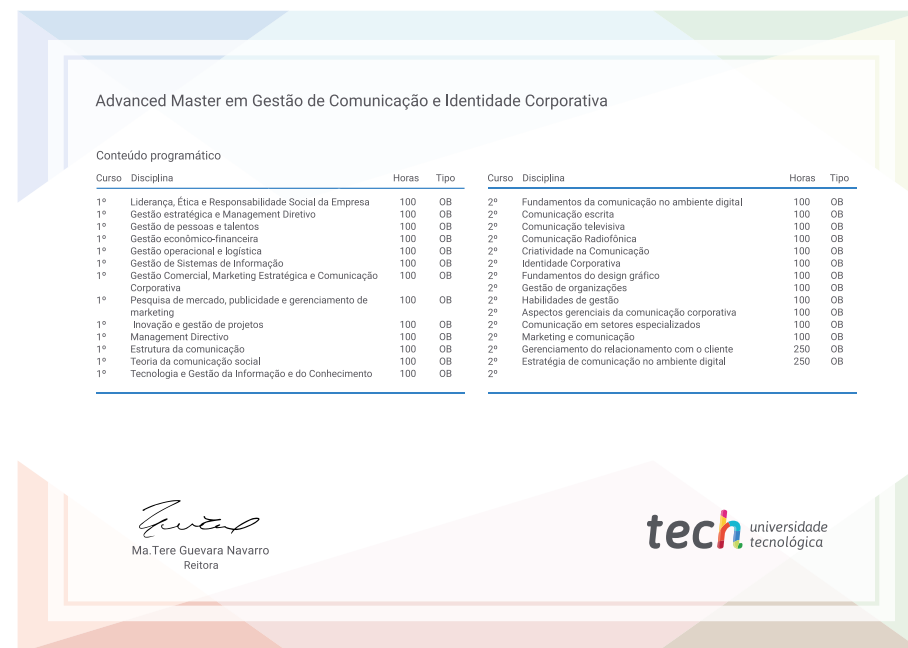 Advanced Master em Gestão de Comunicação e Identidade Corporativa
Conteúdo programático
Curso Disciplina Horas Tipo
1º Liderança, Ética e Responsabilidade Social da Empresa 100 OB
1º Gestão estratégica e Management Diretivo 100 OB
1º Gestão de pessoas e talentos 100 OB
1º Gestão econômico-financeira 100 OB
1º Gestão operacional e logística 100 OB
1º Gestão de Sistemas de Informação 100 OB
1º Gestão Comercial, Marketing Estratégica e Comunicação 100 OB
Corporativa
1º Pesquisa de mercado, publicidade e gerenciamento de 100 OB
marketing
1º Inovação e gestão de projetos 100 OB
1º Management Directivo 100 OB
1º Estrutura da comunicação 100 OB
1º Teoria da comunicação social 100 OB
1º Tecnologia e Gestão da Informação e do Conhecimento 100 OB
Curso Disciplina Horas Tipo
2º Fundamentos da comunicação no ambiente digital 100 OB
2º Comunicação escrita 100 OB
2º Comunicação televisiva 100 OB
2º Comunicação Radiofônica 100 OB
2º Criatividade na Comunicação 100 OB
2º Identidade Corporativa 100 OB
2º Fundamentos do design gráfico 100 OB
2º Gestão de organizações 100 OB
2º Habilidades de gestão 100 OB
2º Aspectos gerenciais da comunicação corporativa 100 OB
2º Comunicação em setores especializados 100 OB
2º Marketing e comunicação 100 OB
2º Gerenciamento do relacionamento com o cliente 250 OB
2º Estratégia de comunicação no ambiente digital 250 OB
2º
Ma.Tere Guevara Navarro
Reitora
tech universidade
tecnológica